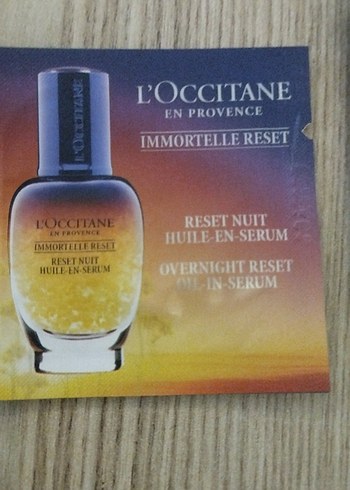 L'OCCITANE
EN PROVENCE
IMMORTELLE RESET
RESET NUIT
HUILE-EN-SERUM
OVERNIGHT RESET
OIL-IN-SERUM
L'OCCITANE
L'OCCITANE
EN PROVENCE
IMMORTELLE RESET
RESET NUIT
HUILE-EN-SERUM